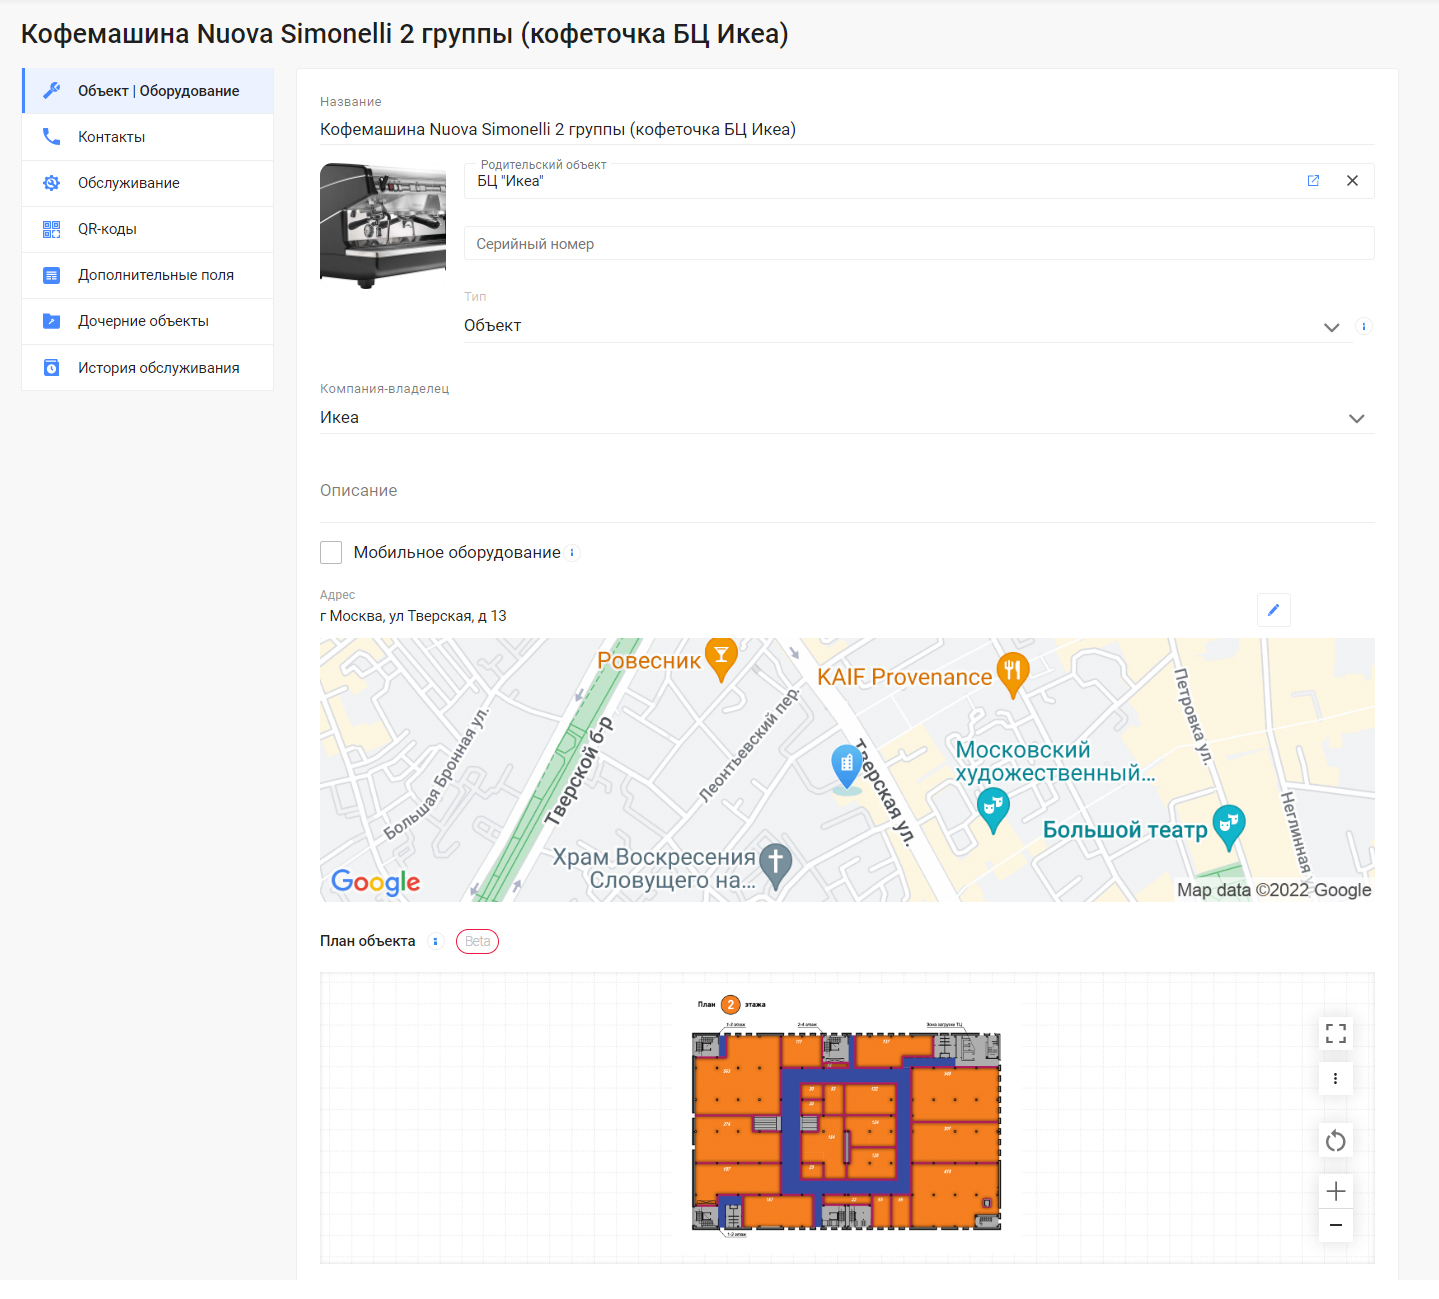 Кофемашина Nuova Simonelli 2 группы (кофеточка БЦ Икеа)
Объект | Оборудование
Контакты
Обслуживание
QR-коды
Дополнительные поля
Дочерние объекты
История обслуживания
Название
Кофемашина Nuova Simonelli 2 группы (кофеточка БЦ Икеа)
Родительский объект
БЦ "Икеа"
Серийный номер
Тип
Объект
Компания-владелец
Икеа
Описание
Мобильное оборудование
Адрес
г Москва, ул Тверская, д 13
Ровесник
KAIF Provenance
Большая Бронная ул.
Тверской б-р
Леонтьевский пер.
Тверская ул.
Петровка ул.
Московский
художественный...
Большой театр
Неглинная у
Храм Воскресения
Словущего на...
Google
Map data ©2022 Google
План объекта
Beta
План 2 этажа
1-2 этаж
2-4 этаж
Зона загрузки ТЦ
1-2 этаж